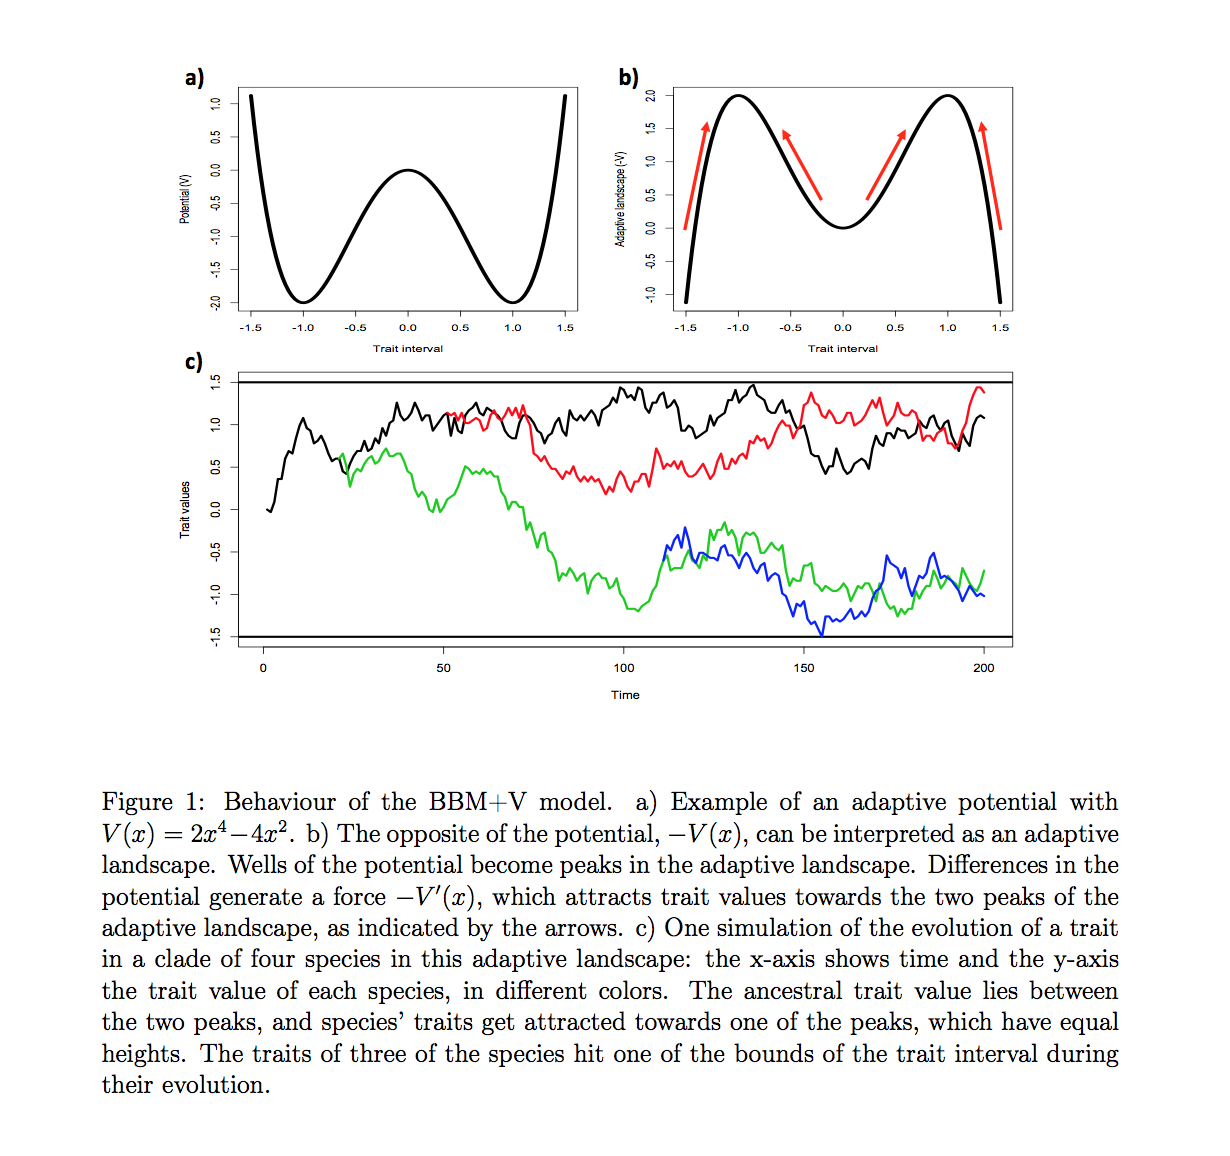 a)
1.0
0.5
0.0
-0.5
-1.0
-1.5
-2.0
Potential (V)
-1.5 -1.0 -0.5 0.0 0.5 1.0 1.5
Trait interval
b)
2.0
1.5
1.0
0.5
0.0
-0.5
-1.0
Adaptive landscape (-V)
-1.5 -1.0 -0.5 0.0 0.5 1.0 1.5
Trait interval
c)
1.5
1.0
0.5
0.0
-0.5
-1.0
-1.5
Trait values
0 50 100 150 200
Time
Figure 1: Behaviour of the BBM+V model. a) Example of an adaptive potential with
V(x) = 2x⁴−4x². b) The opposite of the potential, −V(x), can be interpreted as an adaptive
landscape. Wells of the potential become peaks in the adaptive landscape. Differences in the
potential generate a force −V′(x), which attracts trait values towards the two peaks of the
adaptive landscape, as indicated by the arrows. c) One simulation of the evolution of a trait
in a clade of four species in this adaptive landscape: the x-axis shows time and the y-axis
the trait value of each species, in different colors. The ancestral trait value lies between
the two peaks, and species’ traits get attracted towards one of the peaks, which have equal
heights. The traits of three of the species hit one of the bounds of the trait interval during
their evolution.